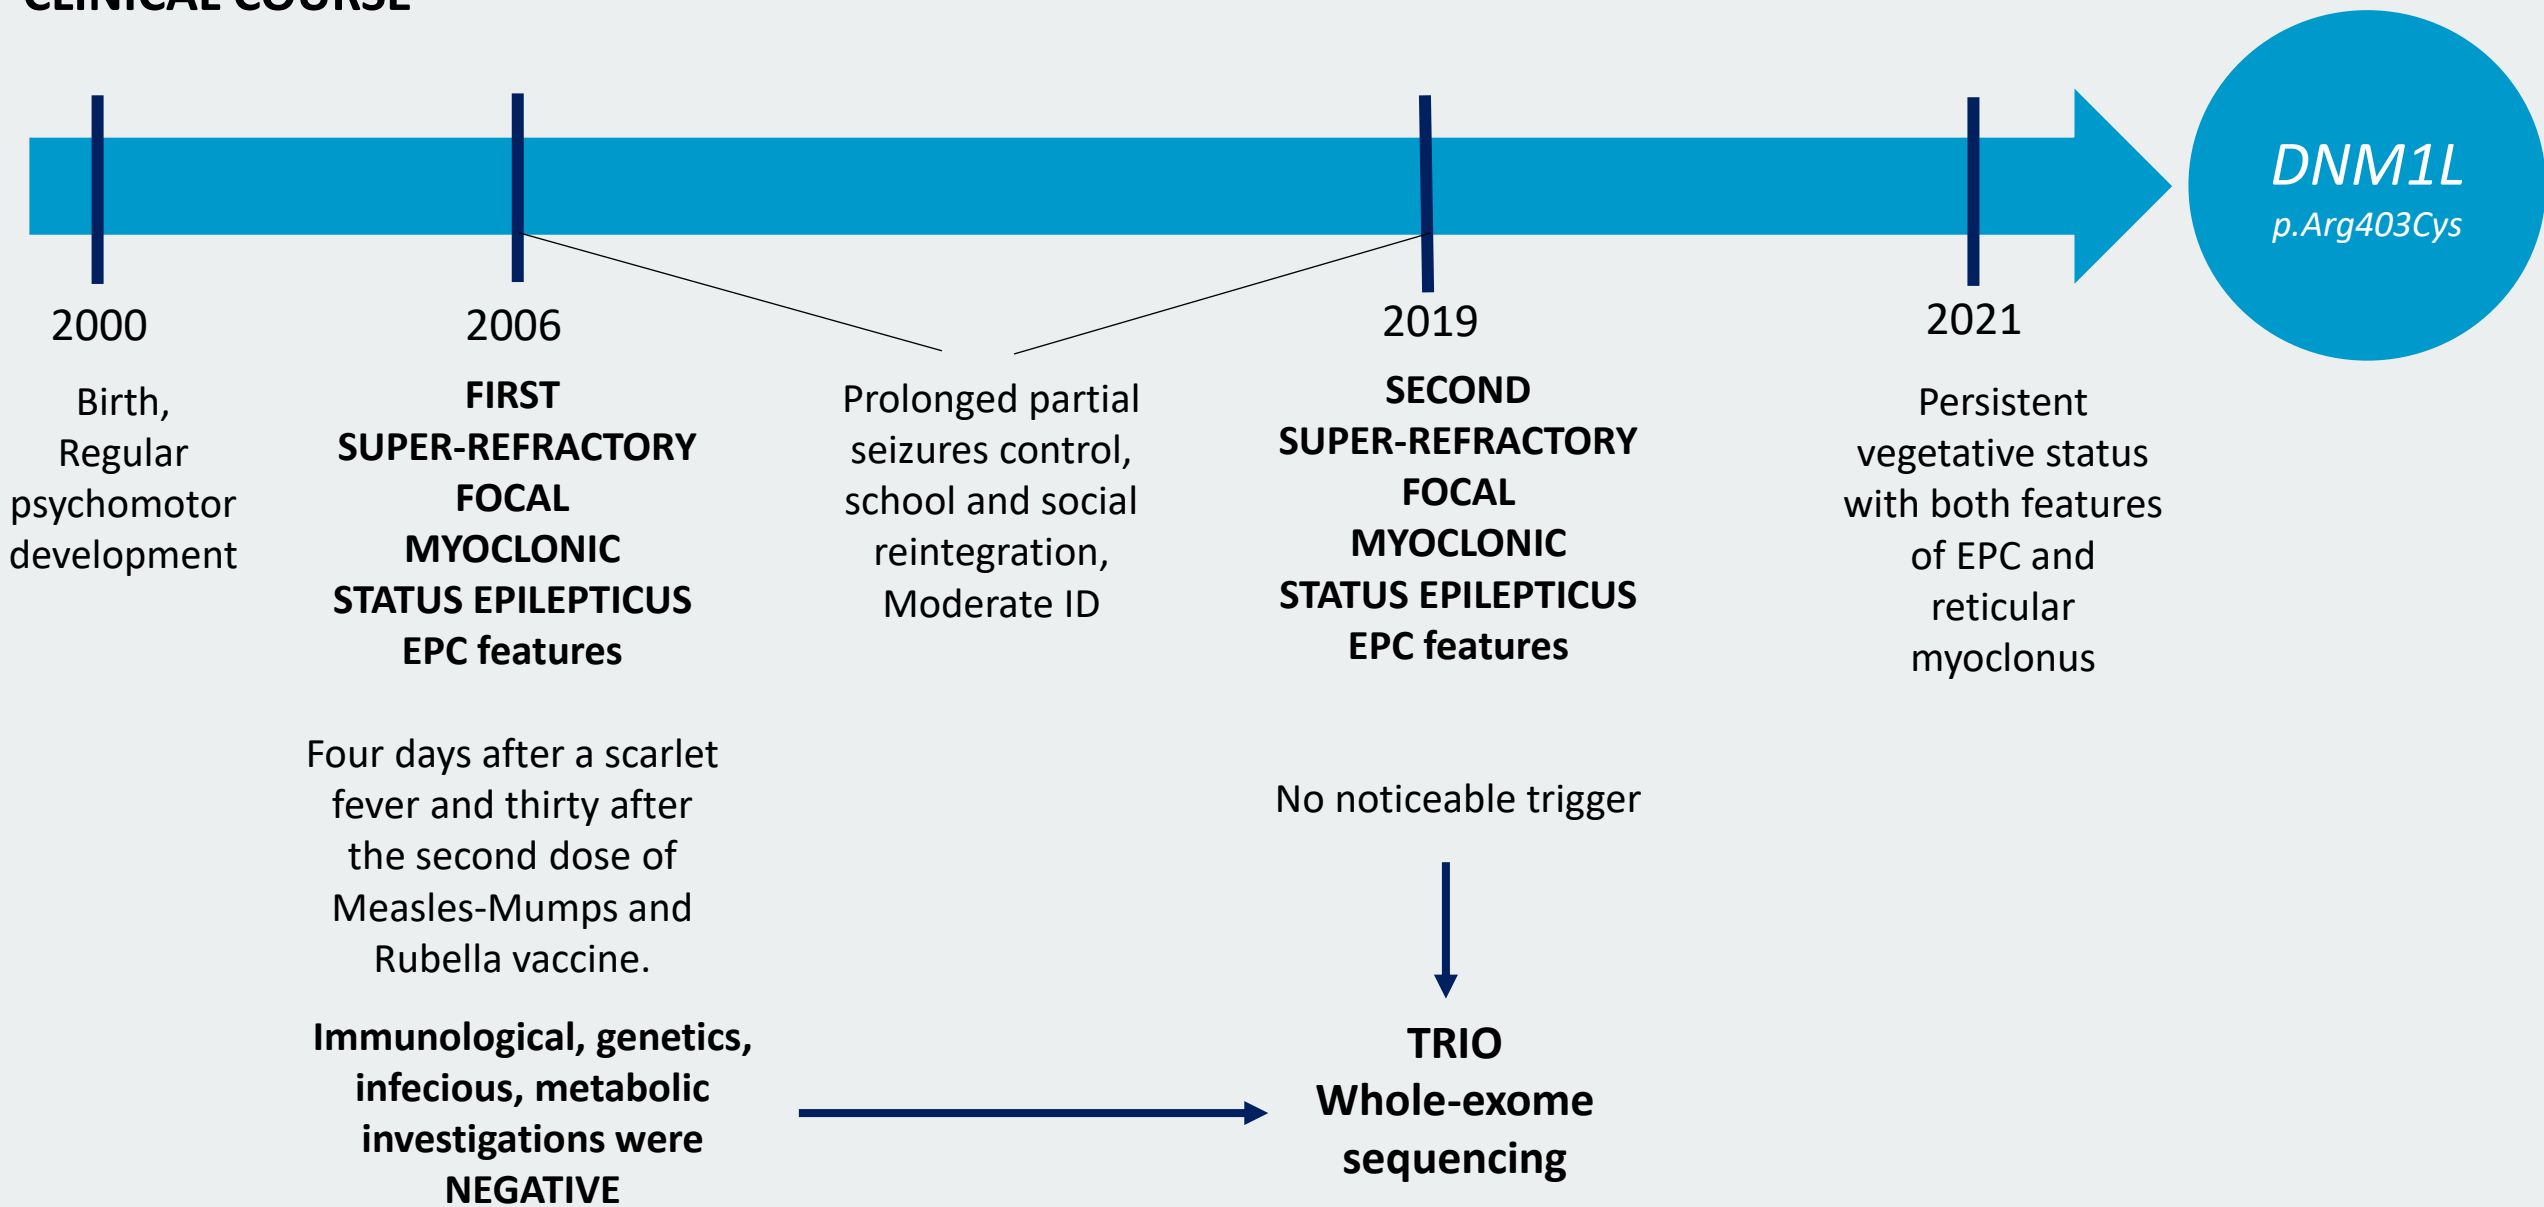 CLINICAL COURSE
DNM1L
p.Arg403Cys
2000
Birth,
Regular
psychomotor
development
2006
FIRST
SUPER-REFRACTORY
FOCAL
MYOCLONIC
STATUS EPILEPTICUS
EPC features
Four days after a scarlet
fever and thirty after
the second dose of
Measles-Mumps and
Rubella vaccine.
Immunological, genetics,
infecious, metabolic
investigations were
NEGATIVE
Prolonged partial
seizures control,
school and social
reintegration,
Moderate ID
2019
SECOND
SUPER-REFRACTORY
FOCAL
MYOCLONIC
STATUS EPILEPTICUS
EPC features
No noticeable trigger
TRIO
Whole-exome
sequencing
2021
Persistent
vegetative status
with both features
of EPC and
reticular
myoclonus